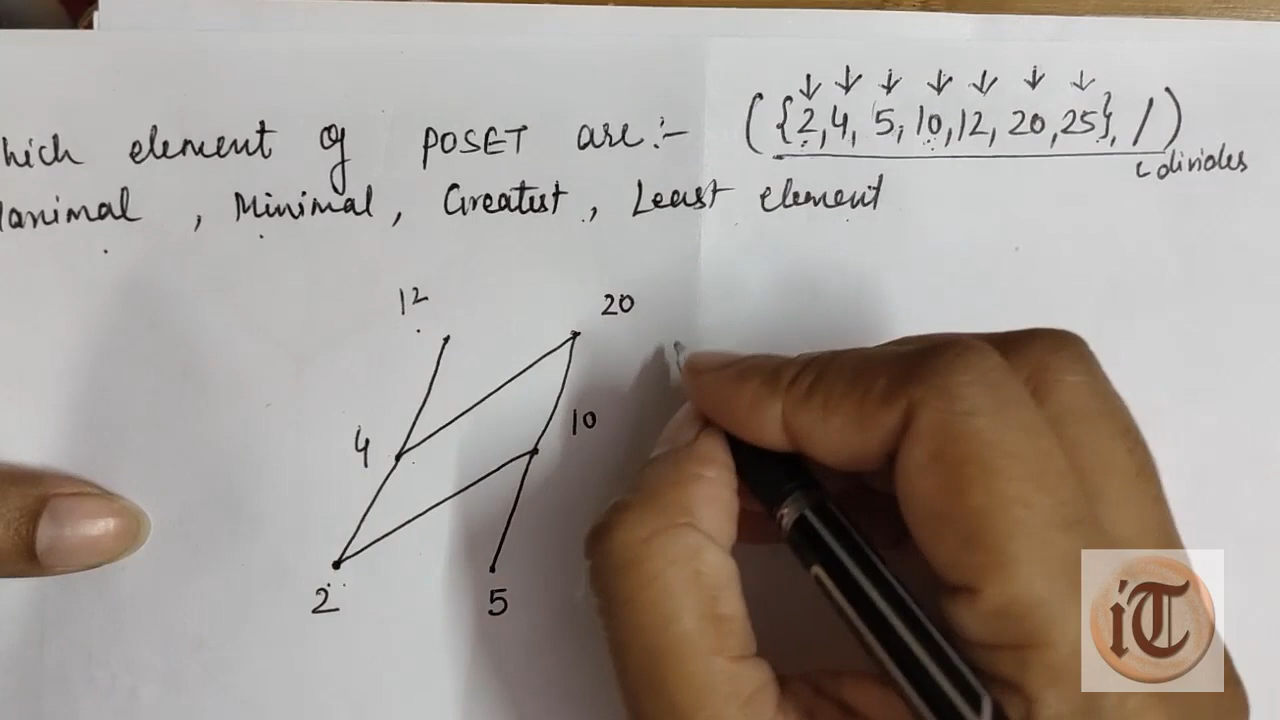 hich element of POSET are:- ({2,4, 5, 10, 12, 20, 25}, /)
divides
, Minimal, Greatest, Least element
12
20
4
10
2
5
iT